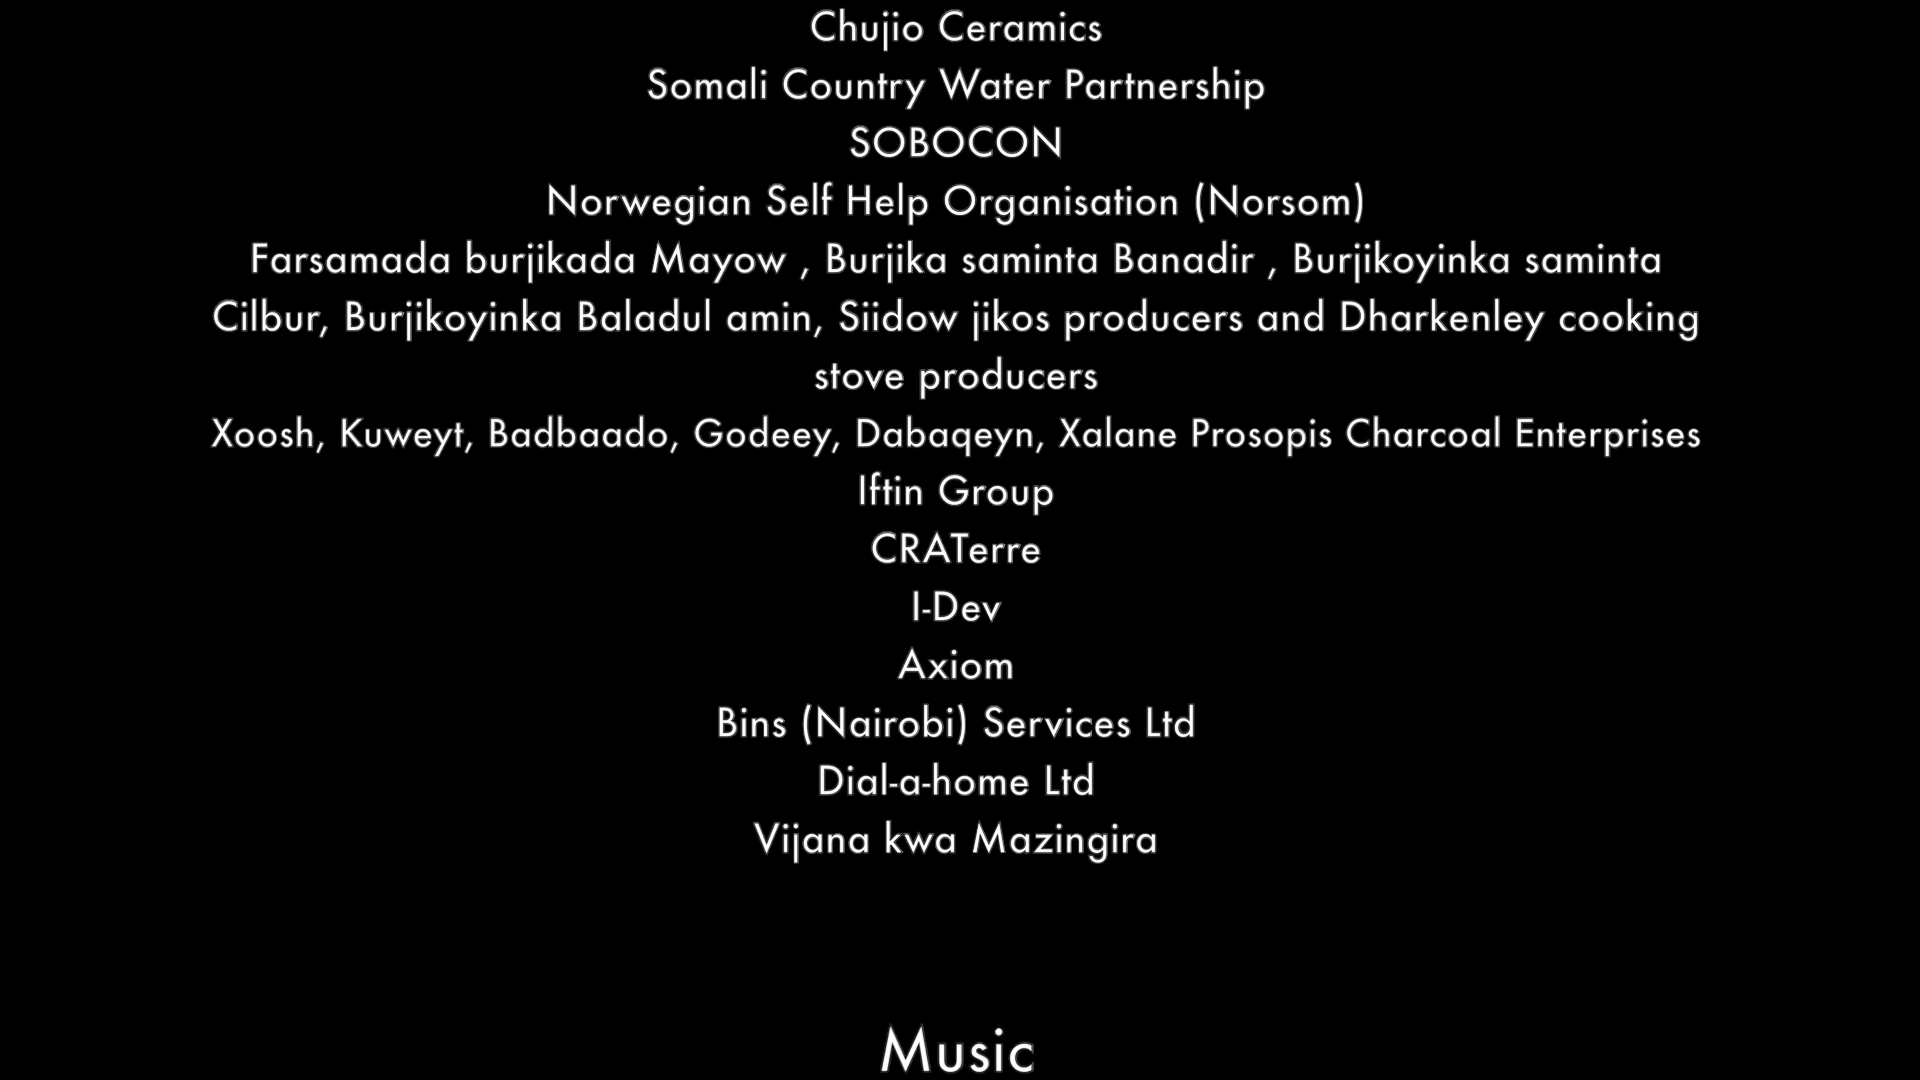 Chujio Ceramics
Somali Country Water Partnership
SOBOCON
Norwegian Self Help Organisation (Norsom)
Farsamada burjikada Mayow , Burjika saminta Banadir , Burjikoyinka saminta
Cilbur, Burjikoyinka Baladul amin, Siidow jikos producers and Dharkenley cooking
stove producers
Xoosh, Kuweyt, Badbaado, Godeey, Dabaqeyn, Xalane Prosopis Charcoal Enterprises
Iftin Group
CRATerre
I-Dev
Axiom
Bins (Nairobi) Services Ltd
Dial-a-home Ltd
Vijana kwa Mazingira
Music